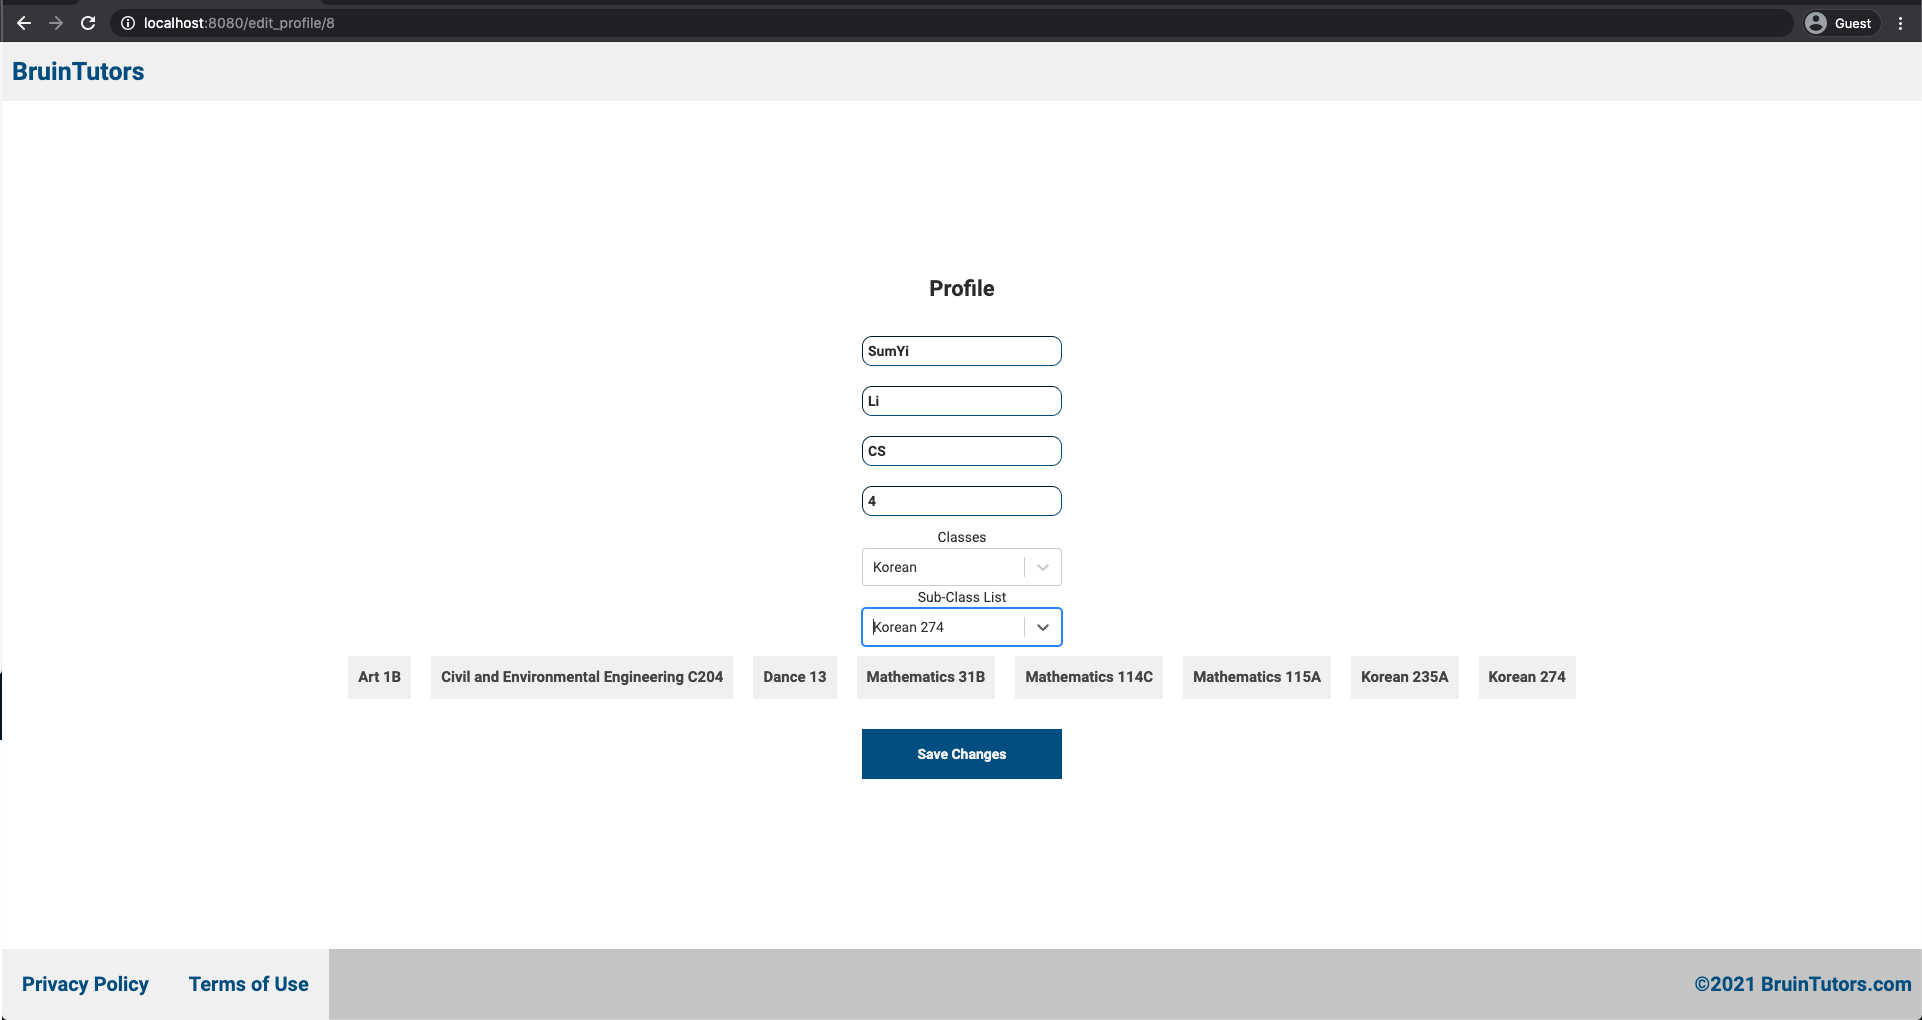 localhost:8080/edit_profile/8
Guest
BruinTutors
Profile
SumYi
Li
CS
4
Classes
Korean
Sub-Class List
Korean 274
Art 1B Civil and Environmental Engineering C204 Dance 13 Mathematics 31B Mathematics 114C Mathematics 115A Korean 235A Korean 274
Save Changes
Privacy Policy Terms of Use ©2021 BruinTutors.com